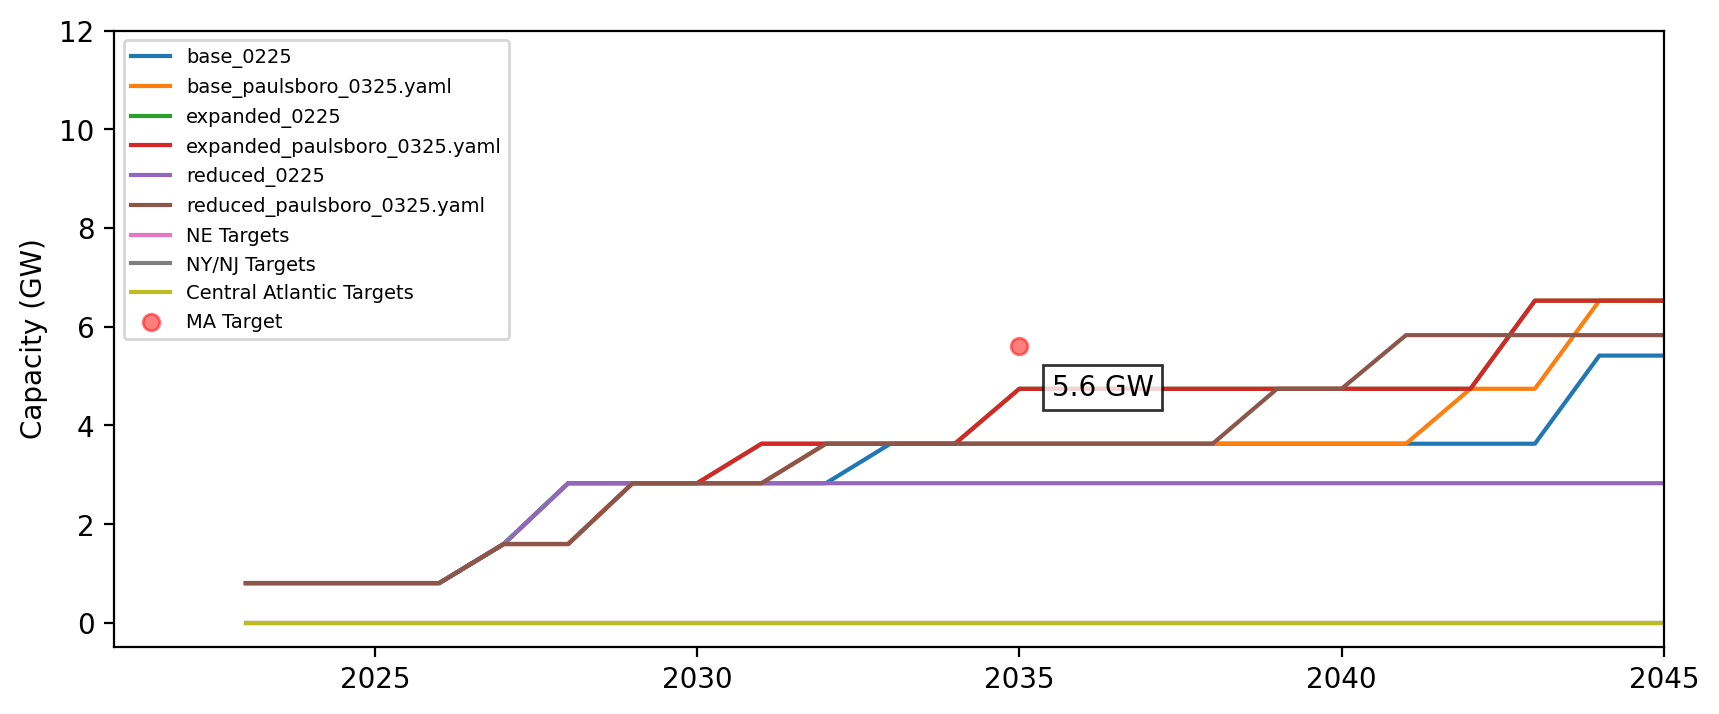 12
10
8
6
4
2
0
Capacity (GW)
base_0225
base_paulsboro_0325.yaml
expanded_0225
expanded_paulsboro_0325.yaml
reduced_0225
reduced_paulsboro_0325.yaml
NE Targets
NY/NJ Targets
Central Atlantic Targets
MA Target
5.6 GW
2025
2030
2035
2040
2045